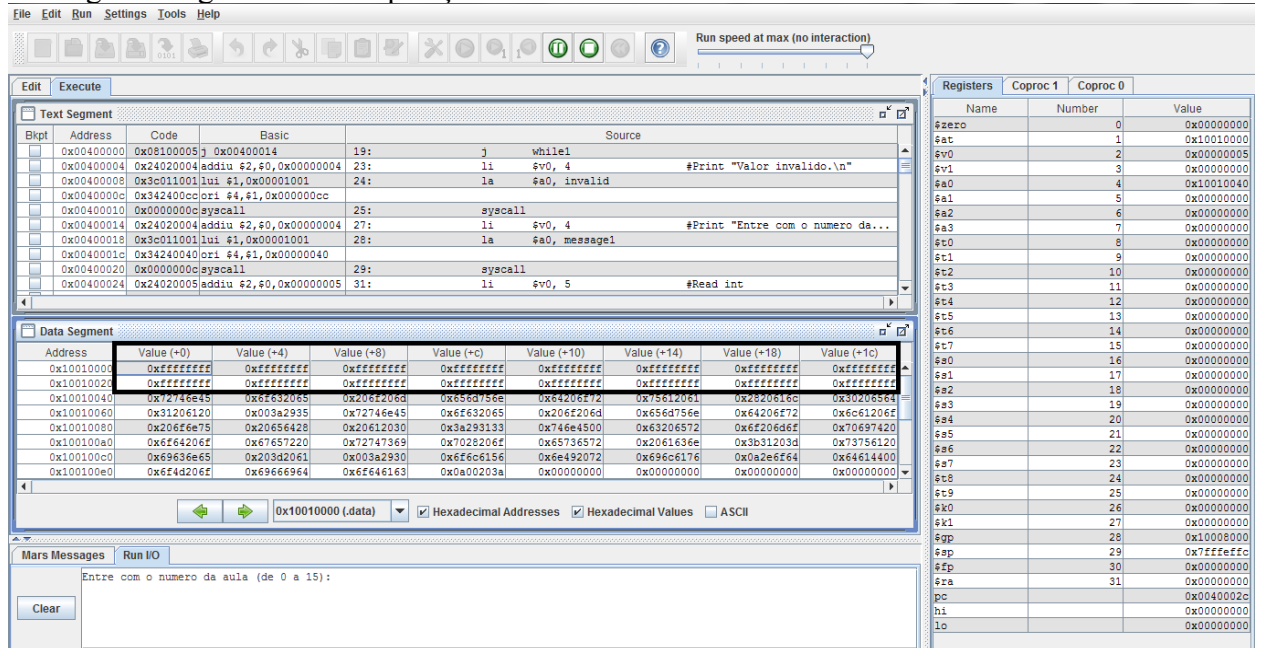 File Edit Run Settings Tools Help
Run speed at max (no interaction)
Edit Execute
Text Segment
Bkpt Address Code Basic Source
0x00400000 0x08100005 j 0x00400014 19: j while1
0x00400004 0x24020004 addiu $2,$0,0x00000004 23: li $v0, 4 #Print "Valor invalido.\n"
0x00400008 0x3c011001 lui $1,0x00001001 24: la $a0, invalid
0x0040000c 0x342400cc ori $4,$1,0x000000cc
0x00400010 0x0000000c syscall 25: syscall
0x00400014 0x24020004 addiu $2,$0,0x00000004 27: li $v0, 4 #Print "Entre com o numero da...
0x00400018 0x3c011001 lui $1,0x00001001 28: la $a0, message1
0x0040001c 0x34240040 ori $4,$1,0x00000040
0x00400020 0x0000000c syscall 29: syscall
0x00400024 0x24020005 addiu $2,$0,0x00000005 31: li $v0, 5 #Read int
Data Segment
Address Value (+0) Value (+4) Value (+8) Value (+c) Value (+10) Value (+14) Value (+18) Value (+1c)
0x10010000 0xffffffff 0xffffffff 0xffffffff 0xffffffff 0xffffffff 0xffffffff 0xffffffff 0xffffffff
0x10010020 0xffffffff 0xffffffff 0xffffffff 0xffffffff 0xffffffff 0xffffffff 0xffffffff 0xffffffff
0x10010040 0x72746e45 0x6f632065 0x206f206d 0x656d756e 0x64206f72 0x75612061 0x2820616c 0x30206564
0x10010060 0x31206120 0x003a2935 0x72746e45 0x6f632065 0x206f206d 0x656d756e 0x64206f72 0x6c61206f
0x10010080 0x206f6e75 0x20656428 0x20612030 0x3a293133 0x746e4500 0x63206572 0x6f206d6f 0x70697420
0x100100a0 0x6f64206f 0x67657220 0x72747369 0x7028206f 0x65736572 0x2061636e 0x3b31203d 0x73756120
0x100100c0 0x69636e65 0x203d2061 0x003a2930 0x6f6c6156 0x6e692072 0x696c6176 0x0a2e6f64 0x64614400
0x100100e0 0x6f4d206f 0x69666964 0x6f646163 0x0a00203a 0x00000000 0x00000000 0x00000000 0x00000000
0x10010000 (.data) Hexadecimal Addresses Hexadecimal Values ASCII
Mars Messages Run I/O
Entre com o numero da aula (de 0 a 15):
Clear
Registers Coproc 1 Coproc 0
Name Number Value
$zero 0 0x00000000
$at 1 0x10010000
$v0 2 0x00000005
$v1 3 0x00000000
$a0 4 0x10010040
$a1 5 0x00000000
$a2 6 0x00000000
$a3 7 0x00000000
$t0 8 0x00000000
$t1 9 0x00000000
$t2 10 0x00000000
$t3 11 0x00000000
$t4 12 0x00000000
$t5 13 0x00000000
$t6 14 0x00000000
$t7 15 0x00000000
$s0 16 0x00000000
$s1 17 0x00000000
$s2 18 0x00000000
$s3 19 0x00000000
$s4 20 0x00000000
$s5 21 0x00000000
$s6 22 0x00000000
$s7 23 0x00000000
$t8 24 0x00000000
$t9 25 0x00000000
$k0 26 0x00000000
$k1 27 0x00000000
$gp 28 0x10008000
$sp 29 0x7fffeffc
$fp 30 0x00000000
$ra 31 0x00000000
pc 0x0040002c
hi 0x00000000
lo 0x00000000